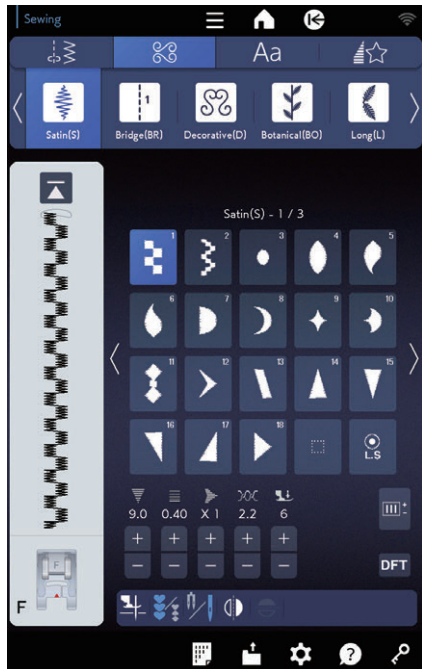 Sewing
Aa
1
Satin(S) Bridge(BR) Decorative(D) Botanical(BO) Long(L)
Satin(S) - 1 / 3
1 2 3 4 5
6 7 8 9 10
11 12 13 14 15
16 17 18
L.S
9.0 0.40 X 1 2.2 6
+ + + + +
− − − − −
DFT
F
F
?